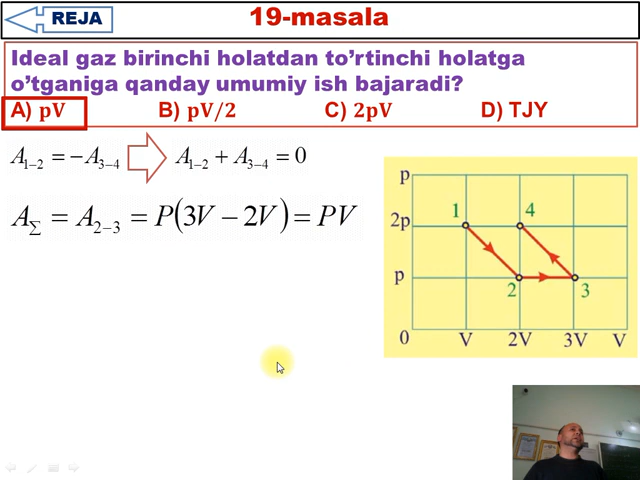 REJA
19-masala
Ideal gaz birinchi holatdan to’rtinchi holatga
o’tganiga qanday umumiy ish bajaradi?
A) pV B) pV/2 C) 2pV D) TJY
A₁₋₂ = −A₃₋₄ A₁₋₂ + A₃₋₄ = 0
A_Σ = A₂₋₃ = P(3V − 2V) = PV
p
2p 1 4
p 2 3
0 V 2V 3V V